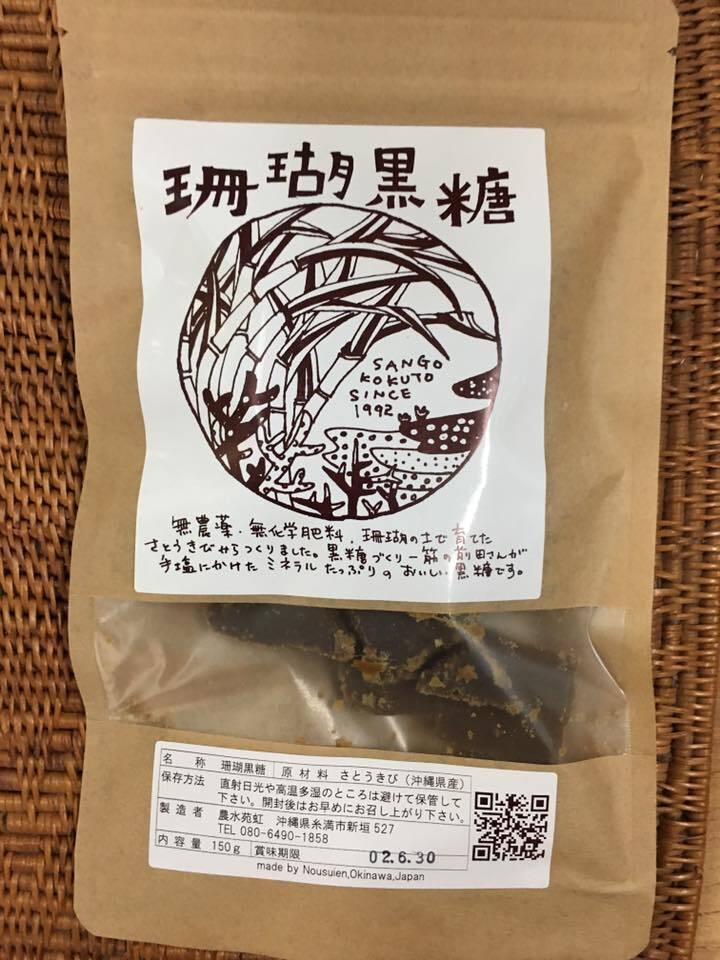 珊瑚黒糖
SANGO
KOKUTO
SINCE
1992
無農薬・無化学肥料、珊瑚の土で育てた
さとうきびからつくりました。黒糖づくり一筋の前田さんが
手塩にかけたミネラルたっぷりのおいしい黒糖です。
名称 珊瑚黒糖 原材料 さとうきび(沖縄県産)
保存方法 直射日光や高温多湿のところは避けて保管して
下さい。開封後はお早めにお召し上がり下さい。
製造者 農水苑虹 沖縄県糸満市新垣527
TEL 080-6490-1858
内容量 150g 賞味期限 02.6.30
made by Nousuien,Okinawa,Japan